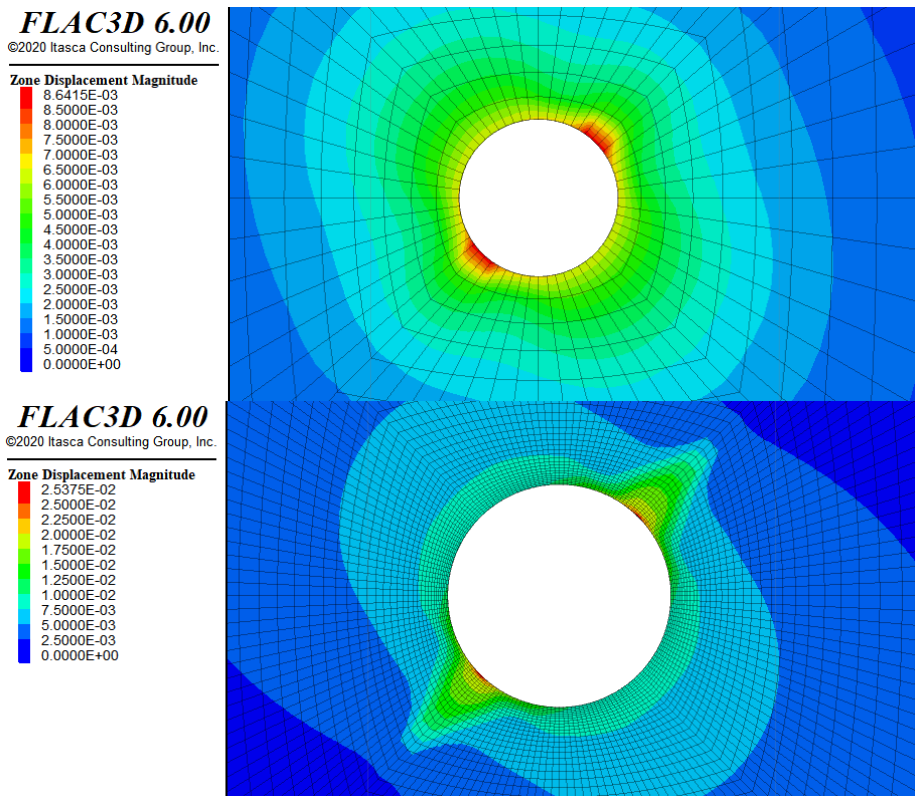 FLAC3D 6.00
©2020 Itasca Consulting Group, Inc.
Zone Displacement Magnitude
8.6415E-03
8.5000E-03
8.0000E-03
7.5000E-03
7.0000E-03
6.5000E-03
6.0000E-03
5.5000E-03
5.0000E-03
4.5000E-03
4.0000E-03
3.5000E-03
3.0000E-03
2.5000E-03
2.0000E-03
1.5000E-03
1.0000E-03
5.0000E-04
0.0000E+00
FLAC3D 6.00
©2020 Itasca Consulting Group, Inc.
Zone Displacement Magnitude
2.5375E-02
2.5000E-02
2.2500E-02
2.0000E-02
1.7500E-02
1.5000E-02
1.2500E-02
1.0000E-02
7.5000E-03
5.0000E-03
2.5000E-03
0.0000E+00